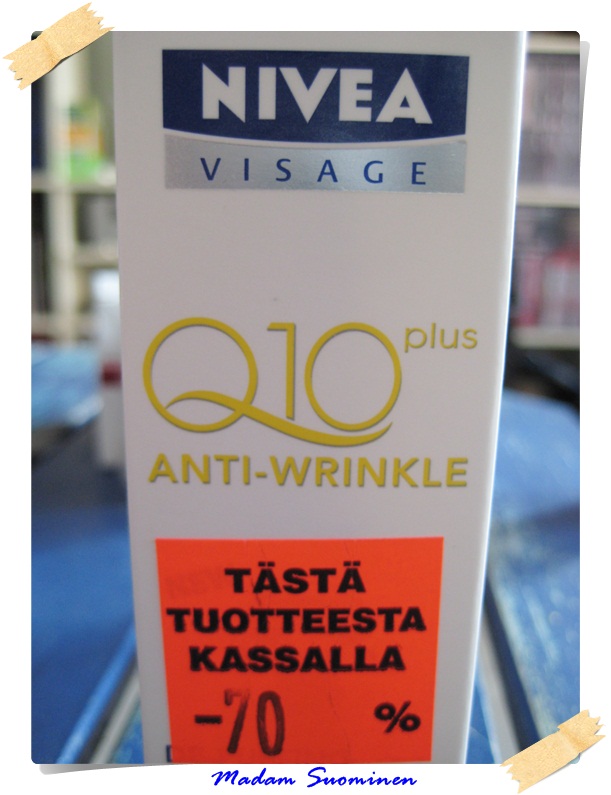 NIVEA
VISAGE
Q10 plus
ANTI-WRINKLE
TÄSTÄ
TUOTTEESTA
KASSALLA
-70 %
Madam Suominen